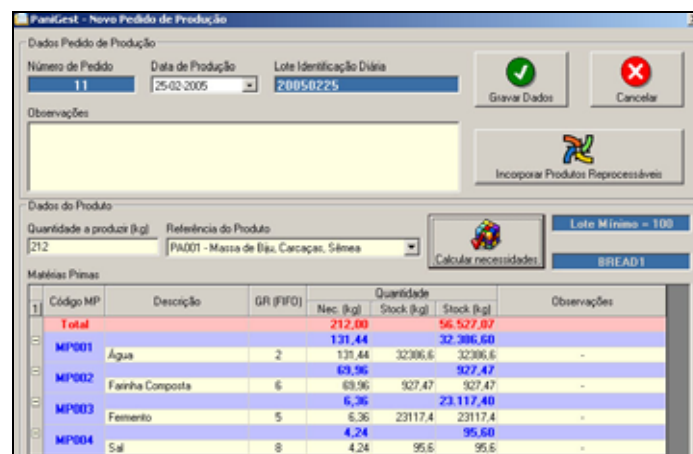 PaniGest - Novo Pedido de Produção
Dados Pedido de Produção
Número de Pedido Data de Produção Lote Identificação Diária
11 25-02-2005 20050225
Gravar Dados Cancelar
Observações
Incorporar Produtos Reprocessáveis
Dados do Produto
Quantidade a produzir (kg) Referência do Produto
Lote Mínimo = 100
212 PA001 - Massa de Biju, Carcaças, Sêmea
Calcular necessidades BREAD1
Matérias Primas
1 Código MP Descrição GR (FIFO) Quantidade Observações
Nec. (kg) Stock (kg) Stock (kg)
Total 212,00 56.527,07
MP001 131,44 32.386,60
Água 2 131,44 32386,6 32386,6 -
MP002 69,96 927,47
Farinha Composta 6 69,96 927,47 927,47 -
MP003 6,36 23.117,40
Fermento 5 6,36 23117,4 23117,4 -
MP004 4,24 95,60
Sal 8 4,24 95,6 95,6 -